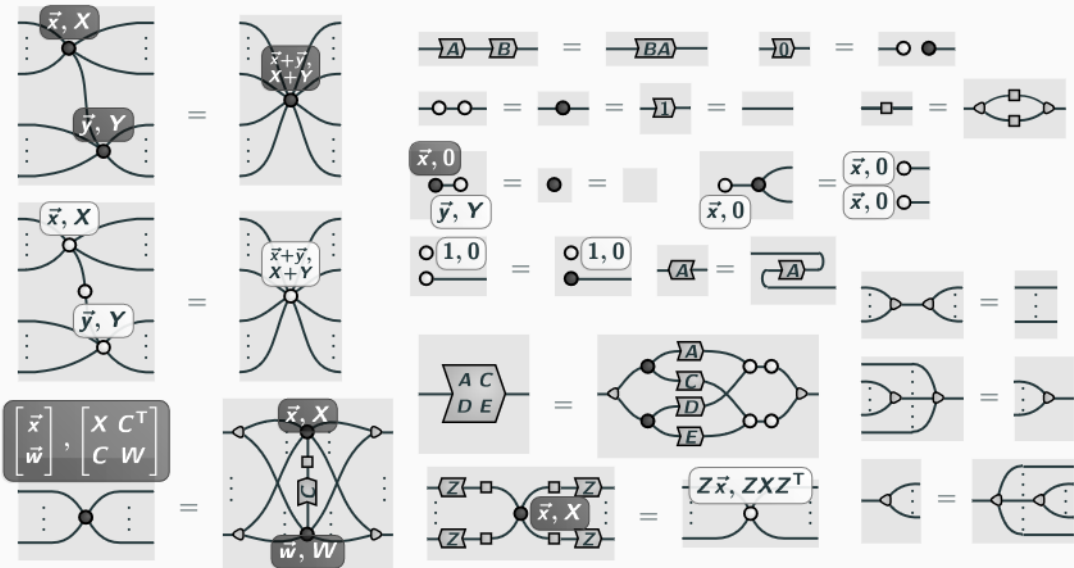 x⃗, X
y⃗, Y
=
x⃗+y⃗,
X+Y
A B = BA
0 =
= = 1 =
=
x⃗, 0
y⃗, Y
= =
x⃗, 0
=
x⃗, 0
x⃗, 0
x⃗, X
y⃗, Y
=
x⃗+y⃗,
X+Y
1, 0 = 1, 0
A = A
=
=
=
[x⃗ w⃗], [X Cᵀ
C W]
=
x⃗, X
C
w⃗, W
A C
D E
=
A
C
D
E
Z Z
x⃗, X
Z Z
=
Zx⃗, ZXZᵀ